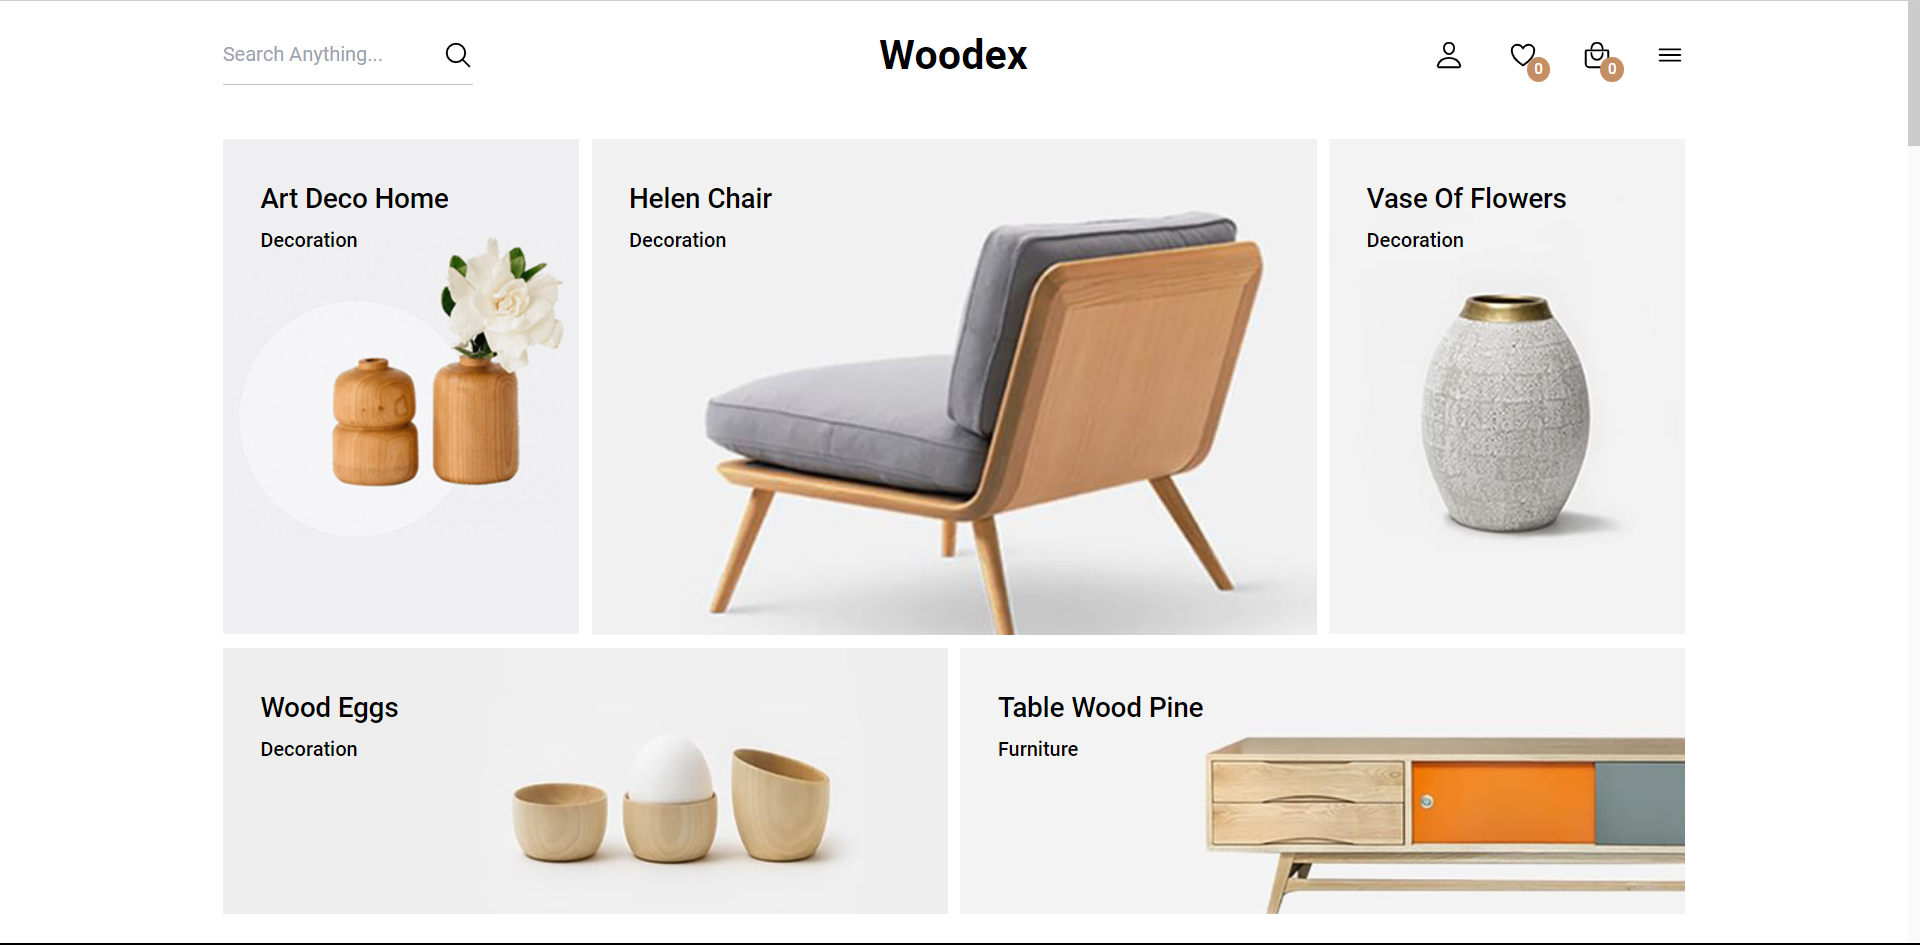 Search Anything...
Woodex
0
0
Art Deco Home
Decoration
Helen Chair
Decoration
Vase Of Flowers
Decoration
Wood Eggs
Decoration
Table Wood Pine
Furniture